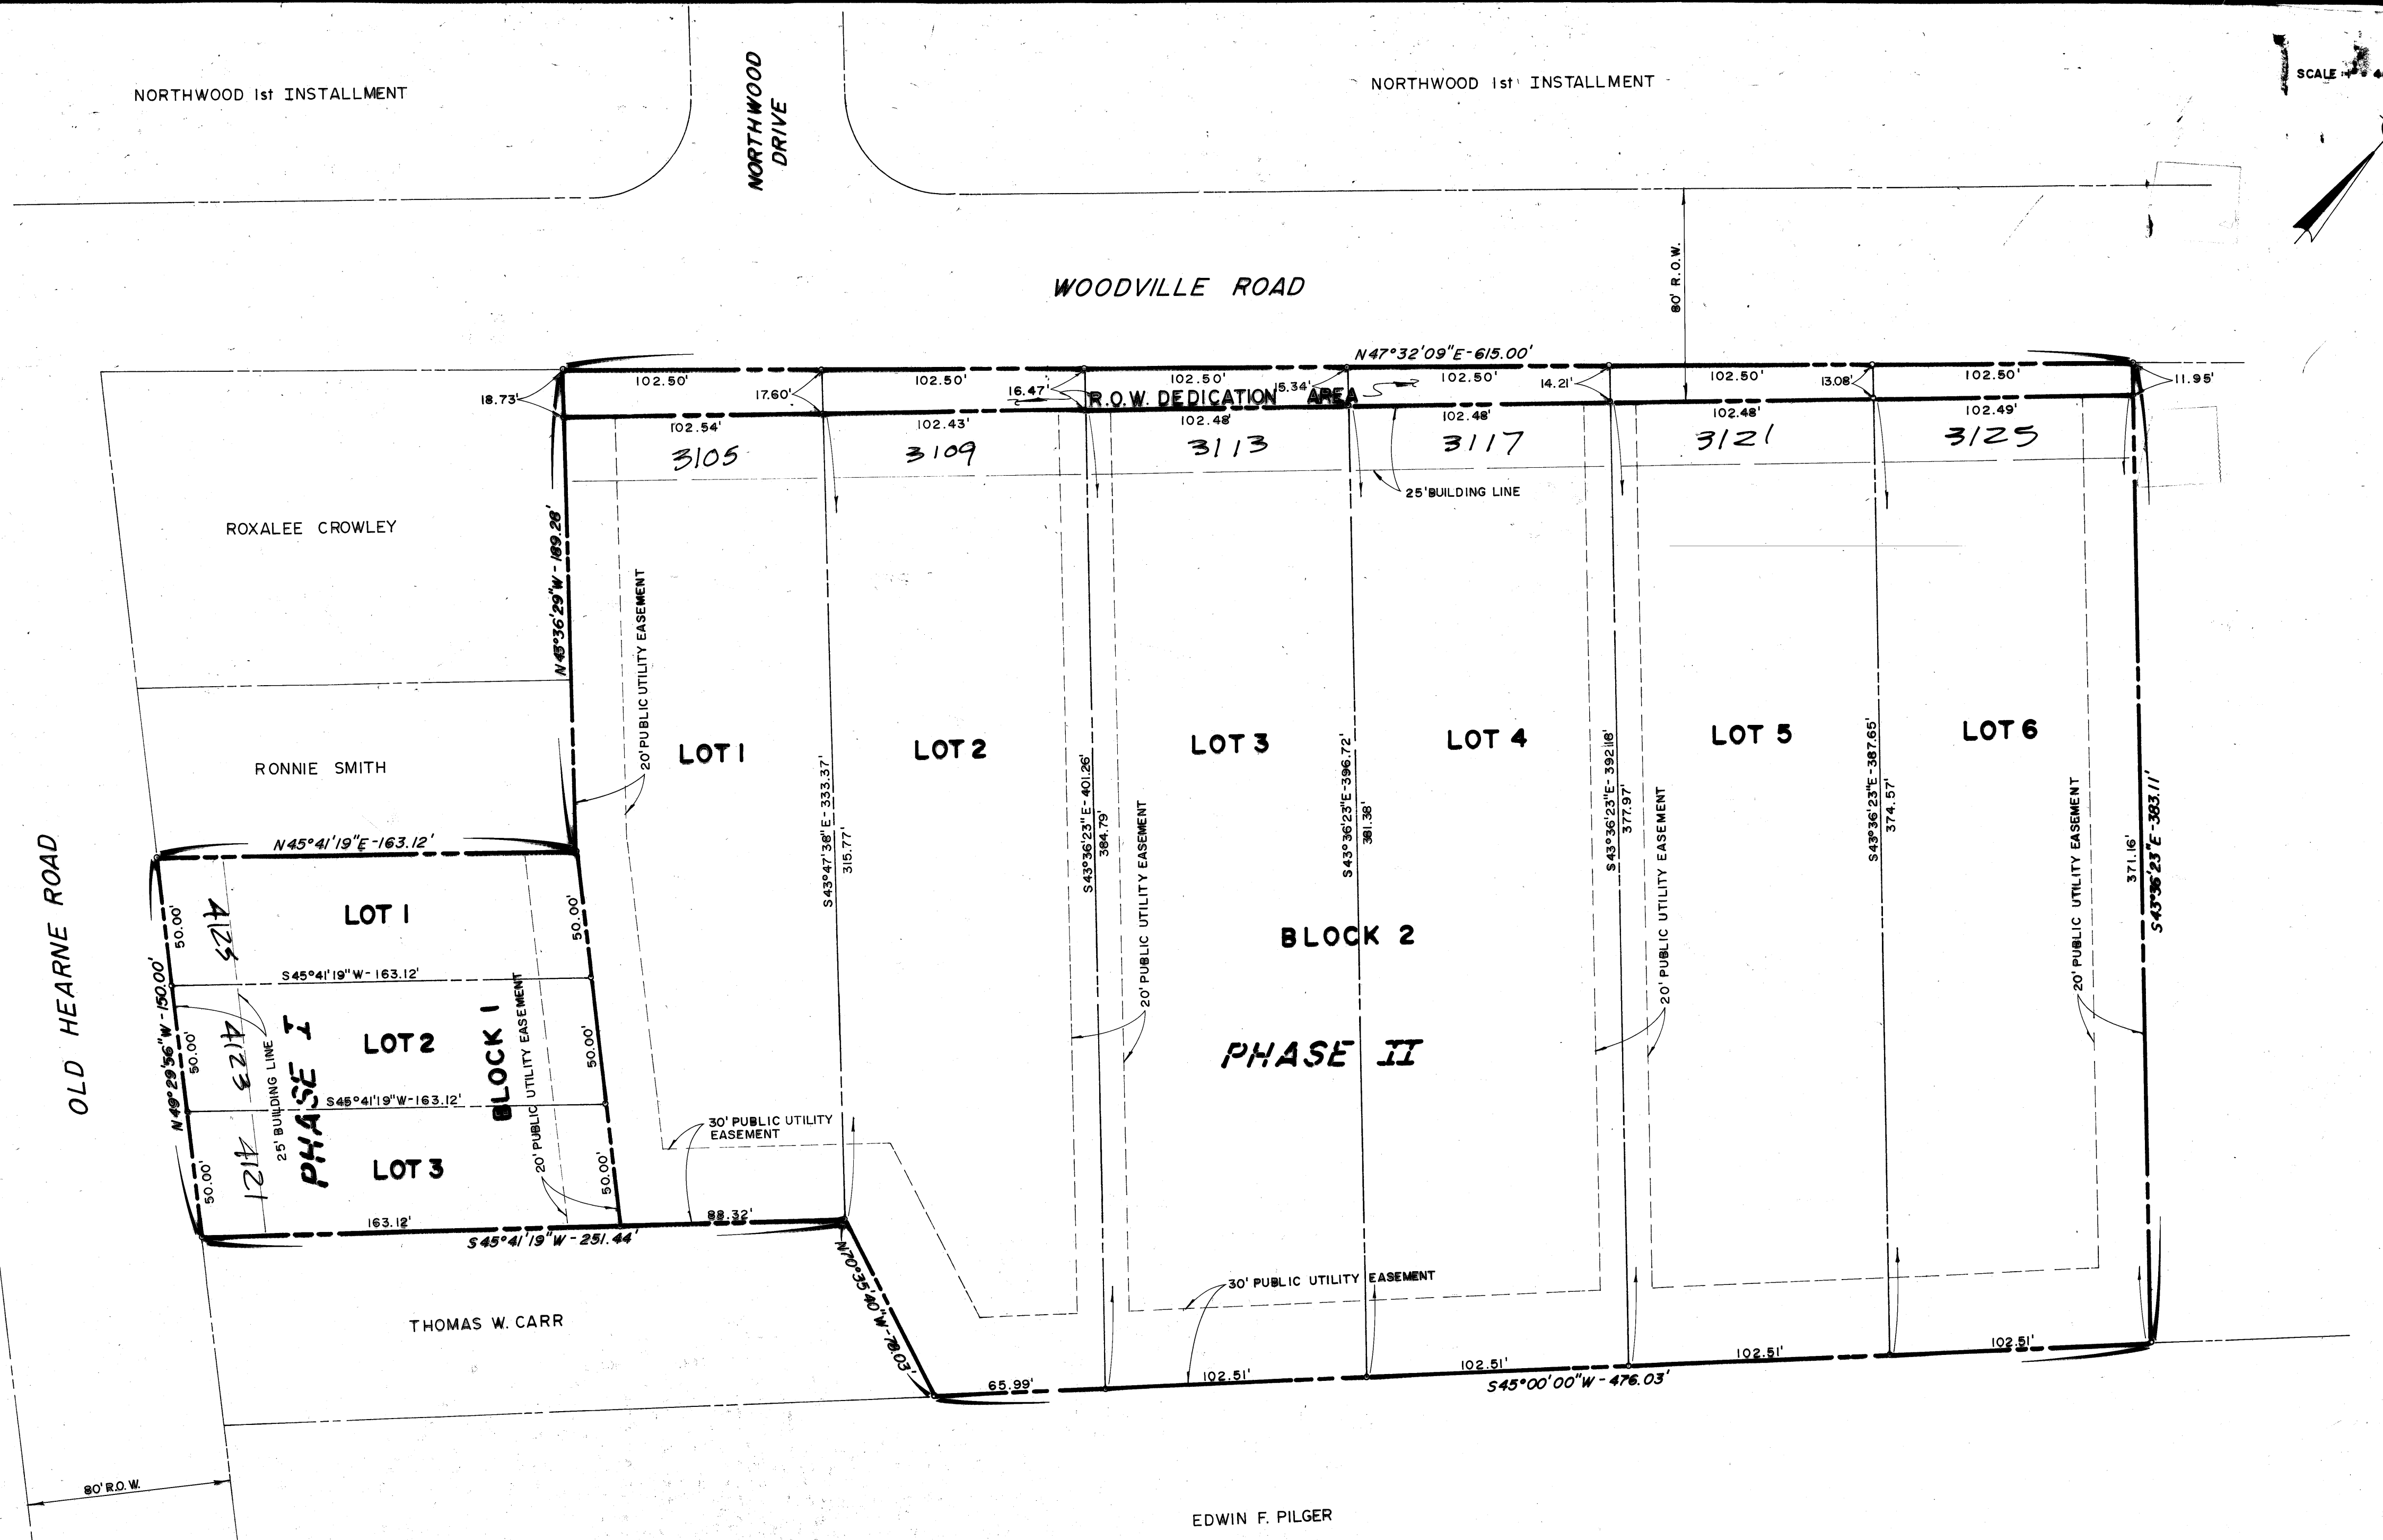 NORTHWOOD 1st INSTALLMENT
NORTHWOOD
DRIVE
NORTHWOOD 1st INSTALLMENT
SCALE
WOODVILLE ROAD
80' R.O.W.
N47°32'09"E-615.00'
102.50'
102.50'
102.50'
102.50'
102.50'
102.50'
18.73'
17.60'
16.47'
15.34'
14.21'
13.08'
11.95'
R.O.W. DEDICATION AREA
102.54'
102.43'
102.48'
102.48'
102.48'
102.49'
3105
3109
3113
3117
3121
3125
25' BUILDING LINE
ROXALEE CROWLEY
N43°36'29"W-189.28'
20' PUBLIC UTILITY EASEMENT
RONNIE SMITH
LOT 1
LOT 2
LOT 3
LOT 4
LOT 5
LOT 6
S43°47'38"E-333.37'
315.77'
S43°36'23"E-401.26'
384.79'
S43°36'23"E-396.72'
381.38'
S43°36'23"E-392.18'
377.97'
S43°36'23"E-387.65'
374.57'
371.16'
S43°36'23"E-383.11'
20' PUBLIC UTILITY EASEMENT
20' PUBLIC UTILITY EASEMENT
20' PUBLIC UTILITY EASEMENT
BLOCK 2
PHASE II
OLD HEARNE ROAD
N45°41'19"E-163.12'
50.00'
4125
LOT 1
50.00'
S45°41'19"W-163.12'
N49°29'56"W-150.00'
50.00'
4123
25' BUILDING LINE
PHASE I
LOT 2
BLOCK 1
20' PUBLIC UTILITY EASEMENT
50.00'
S45°41'19"W-163.12'
50.00'
4121
LOT 3
50.00'
30' PUBLIC UTILITY
EASEMENT
163.12'
88.32'
S45°41'19"W-251.44'
N70°35'40"W-78.03'
30' PUBLIC UTILITY EASEMENT
THOMAS W. CARR
65.99'
102.51'
102.51'
102.51'
102.51'
S45°00'00"W-476.03'
80' R.O.W.
EDWIN F. PILGER